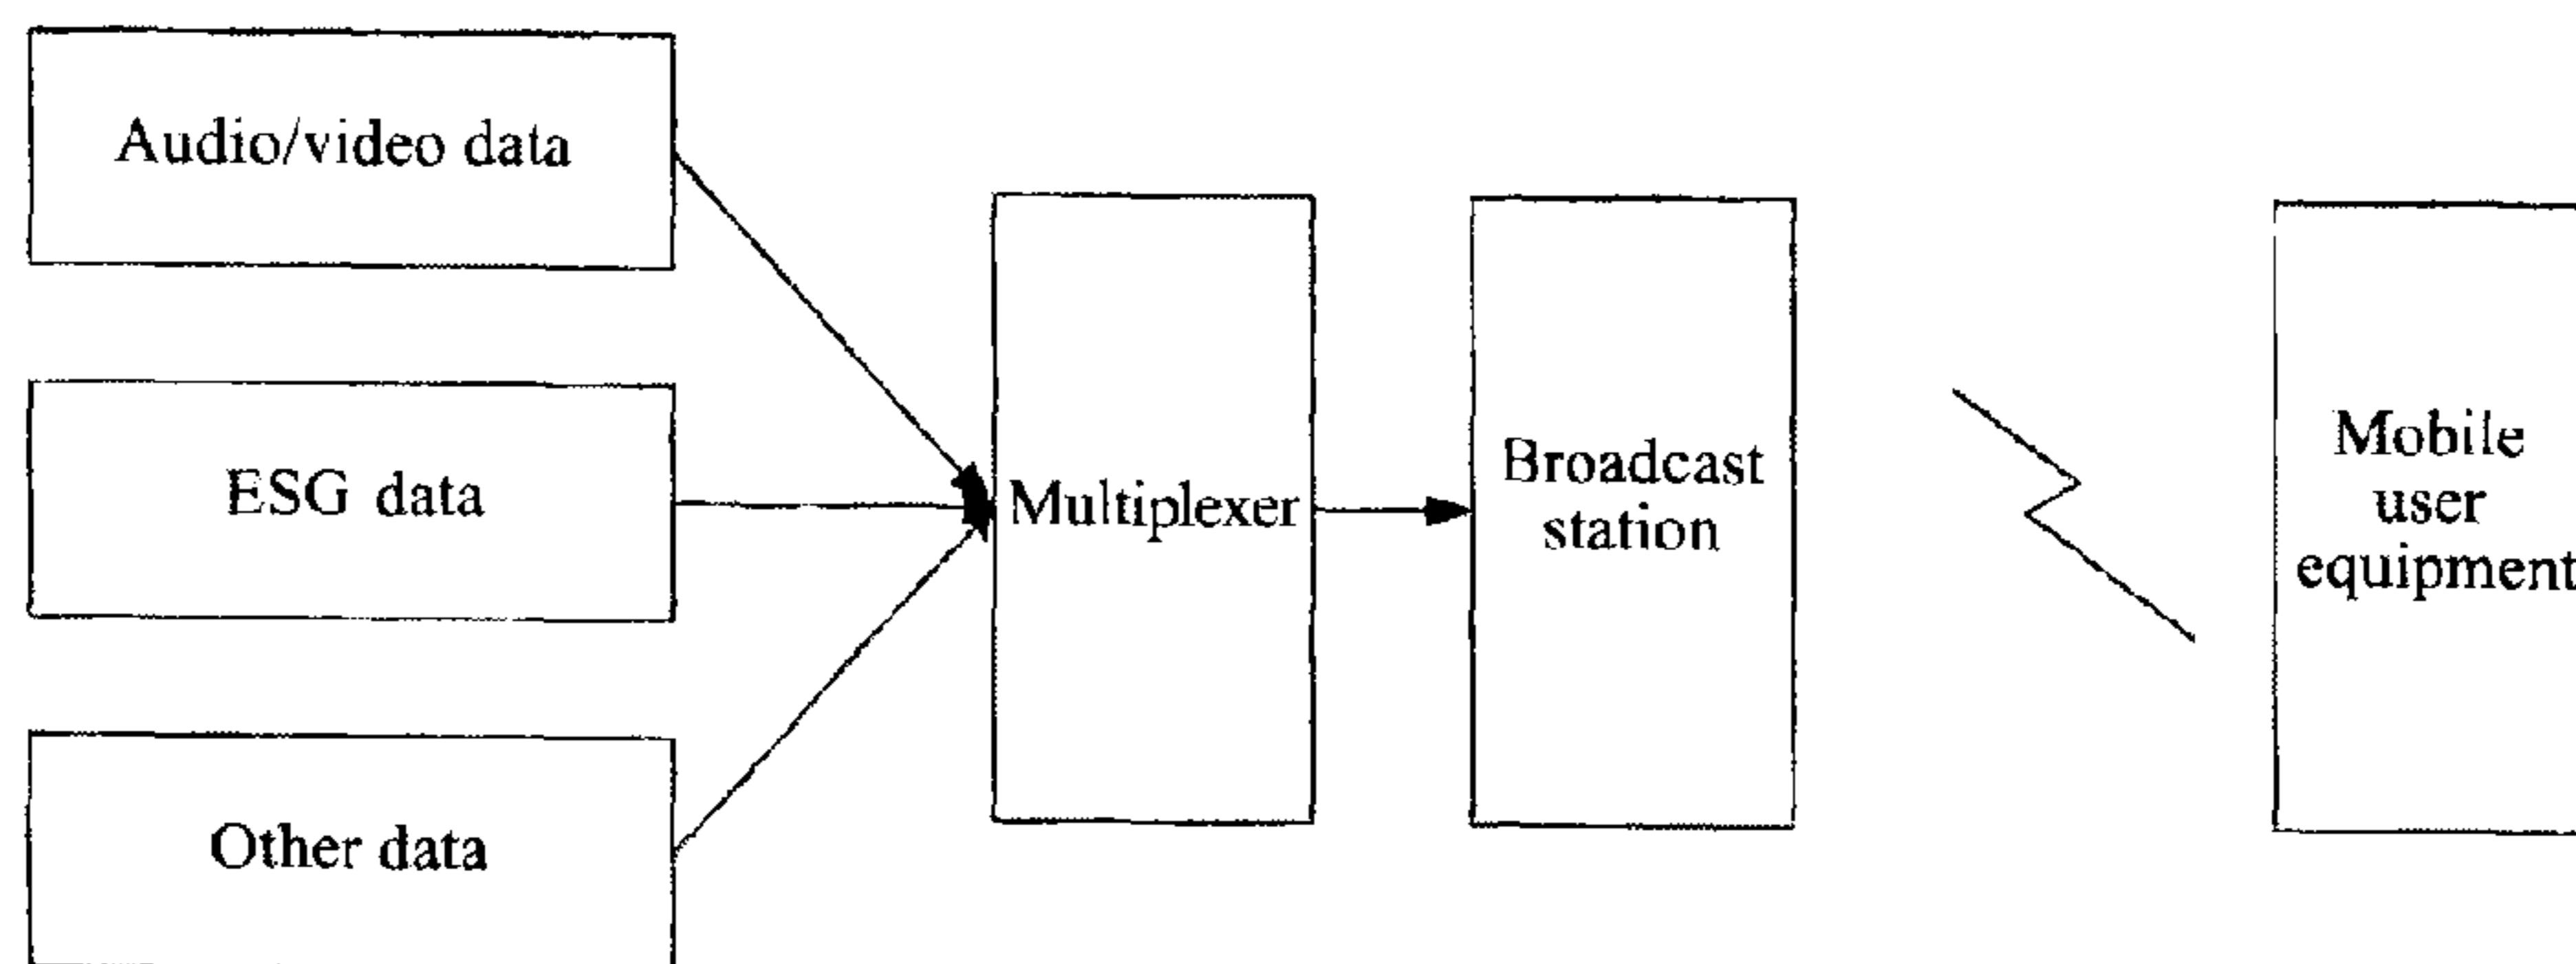 Audio/video data
ESG data
Other data
Multiplexer
Broadcast
station
Mobile
user
equipment